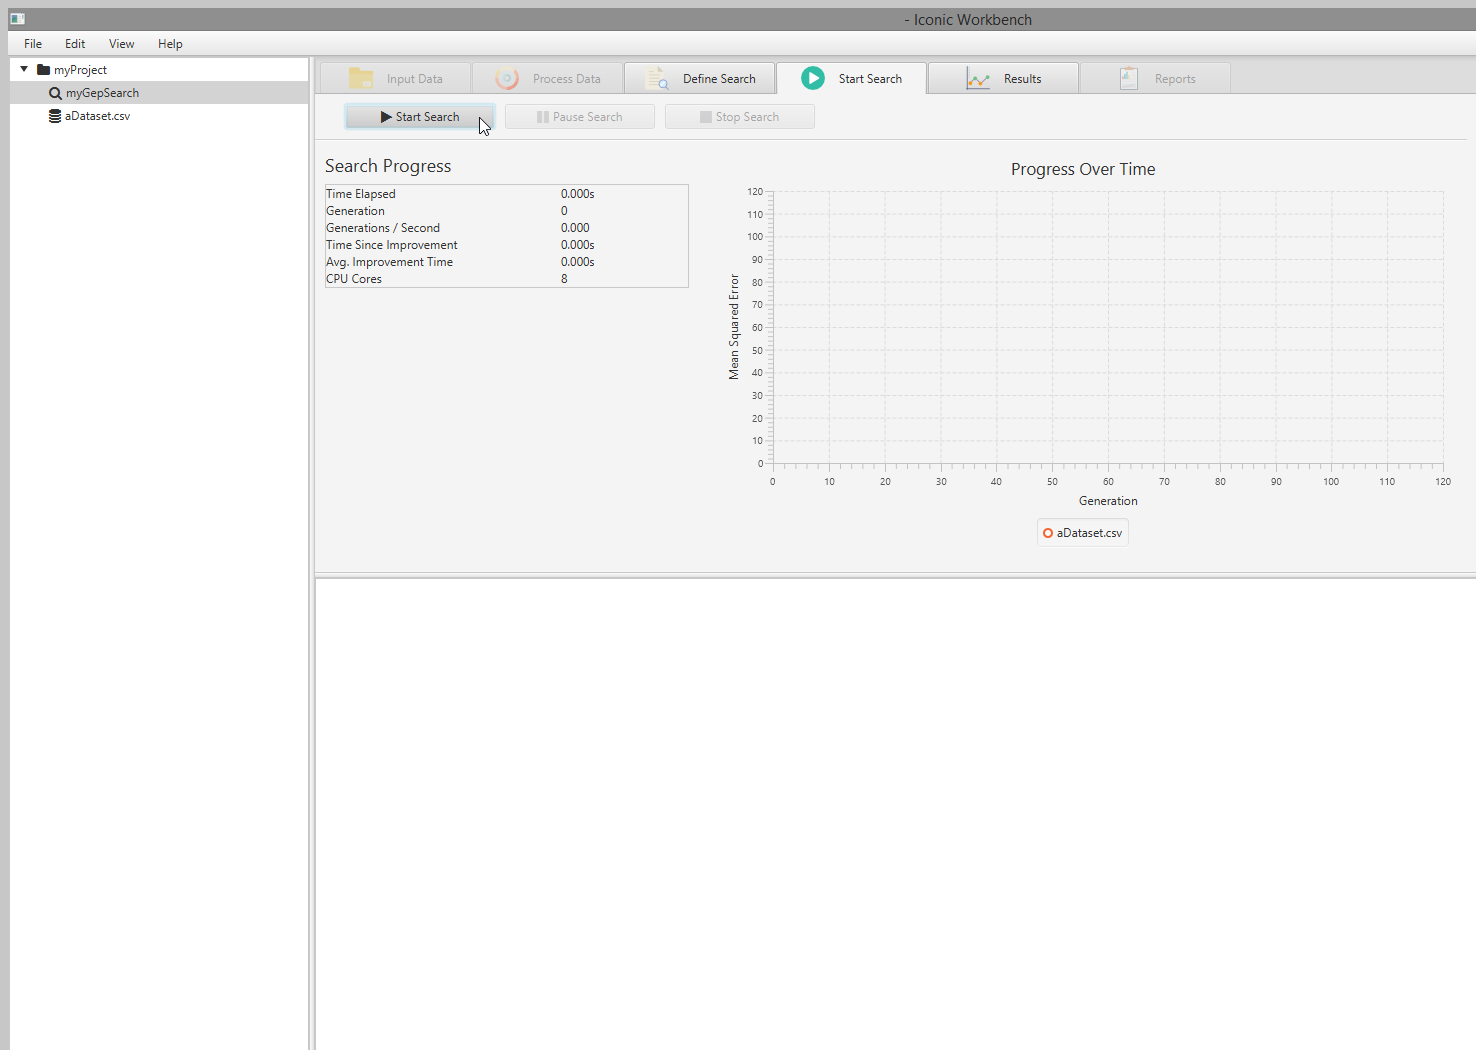 - Iconic Workbench
File Edit View Help
myProject
myGepSearch
aDataset.csv
Input Data Process Data Define Search Start Search Results Reports
Start Search Pause Search Stop Search
Search Progress
Time Elapsed 0.000s
Generation 0
Generations / Second 0.000
Time Since Improvement 0.000s
Avg. Improvement Time 0.000s
CPU Cores 8
Progress Over Time
120
110
100
90
80
70
60
50
40
30
20
10
0
Mean Squared Error
0 10 20 30 40 50 60 70 80 90 100 110 120
Generation
aDataset.csv